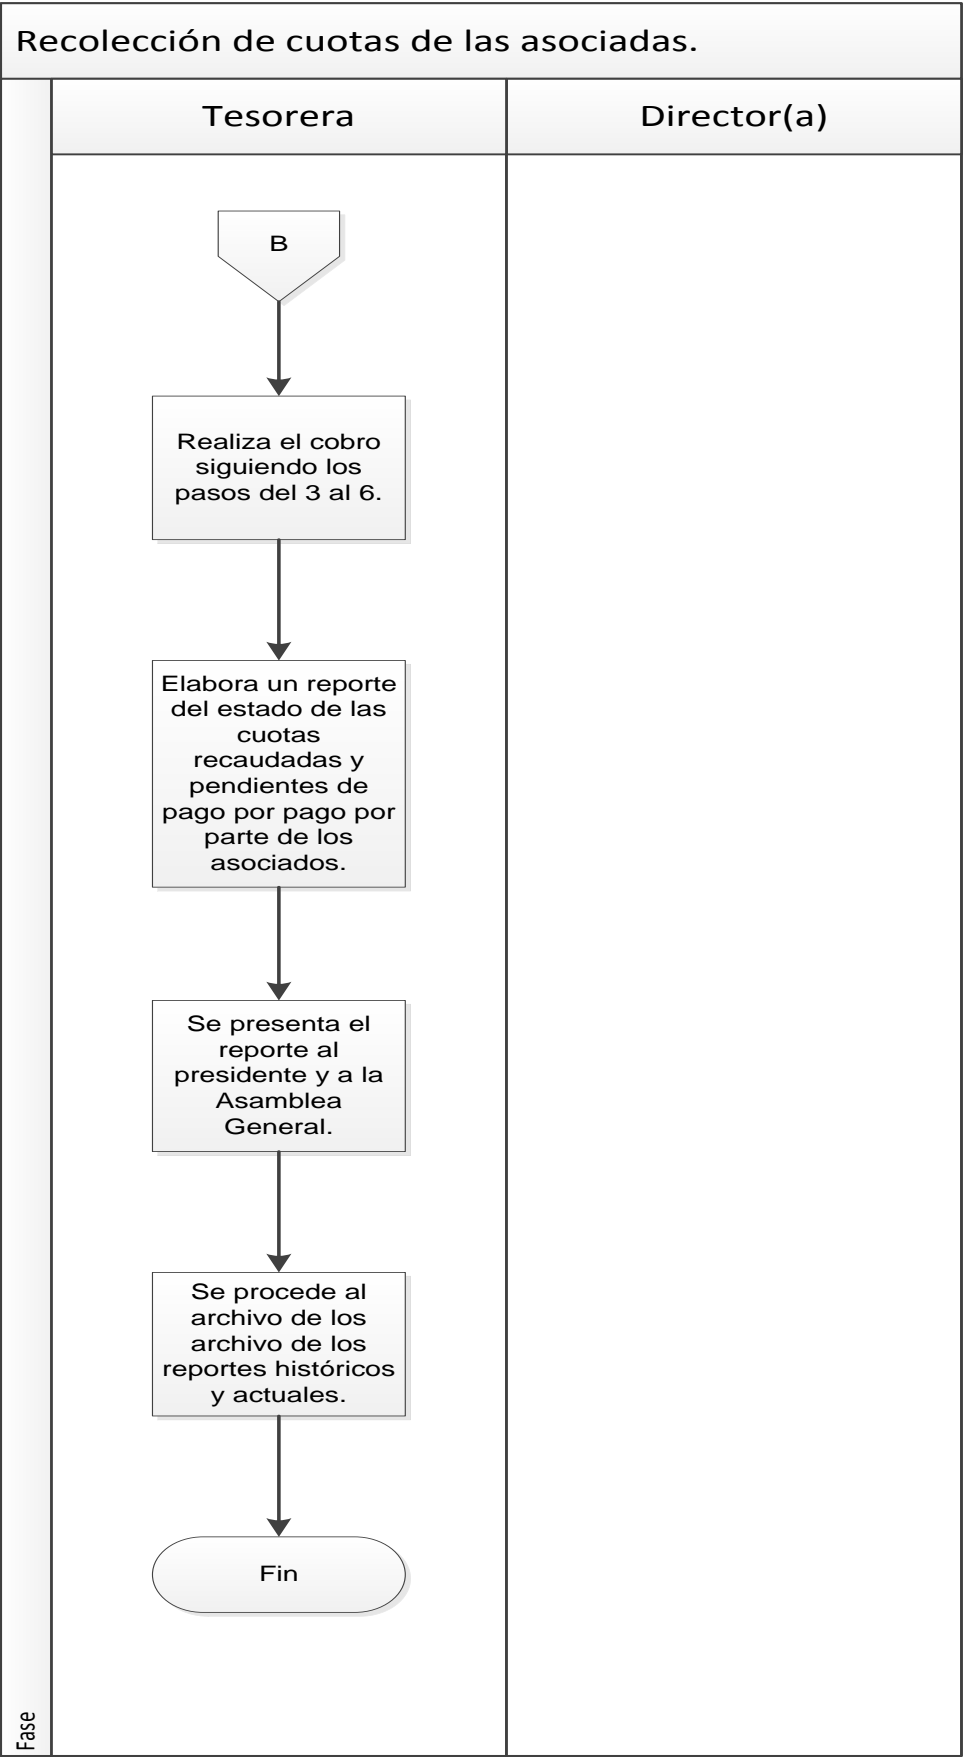 Recolección de cuotas de las asociadas.
Tesorera
Director(a)
B
Realiza el cobro
siguiendo los
pasos del 3 al 6.
Elabora un reporte
del estado de las
cuotas
recaudadas y
pendientes de
pago por pago por
parte de los
asociados.
Se presenta el
reporte al
presidente y a la
Asamblea
General.
Se procede al
archivo de los
archivo de los
reportes históricos
y actuales.
Fin
Fase